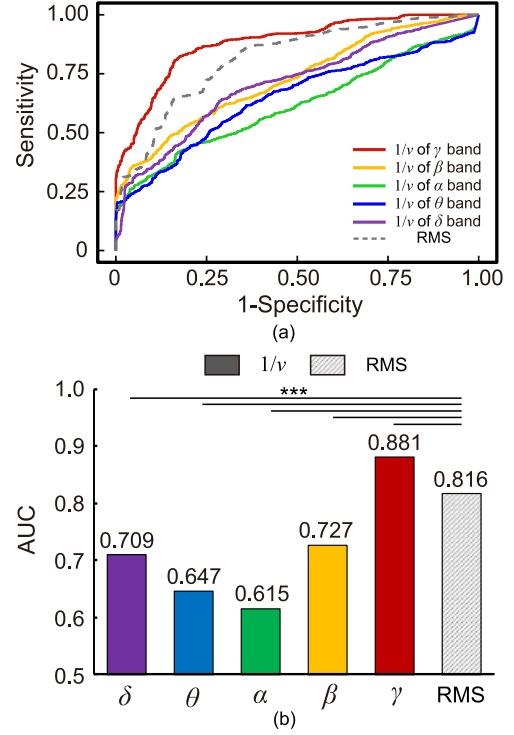 1.00
0.75
0.50
0.25
0
Sensitivity
1/v of γ band
1/v of β band
1/v of α band
1/v of θ band
1/v of δ band
RMS
0 0.25 0.50 0.75 1.00
1-Specificity
(a)
1/v RMS
1.0
0.9
0.8
0.7
0.6
0.5
AUC
***
0.709
0.647
0.615
0.727
0.881
0.816
δ θ α β γ RMS
(b)